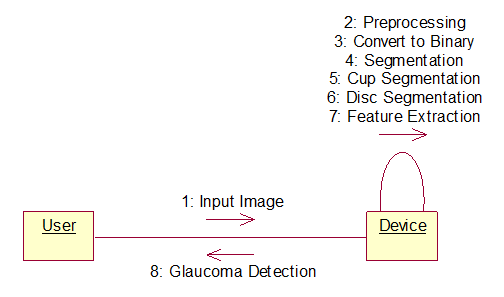 2: Preprocessing
3: Convert to Binary
4: Segmentation
5: Cup Segmentation
6: Disc Segmentation
7: Feature Extraction
1: Input Image
User
Device
8: Glaucoma Detection